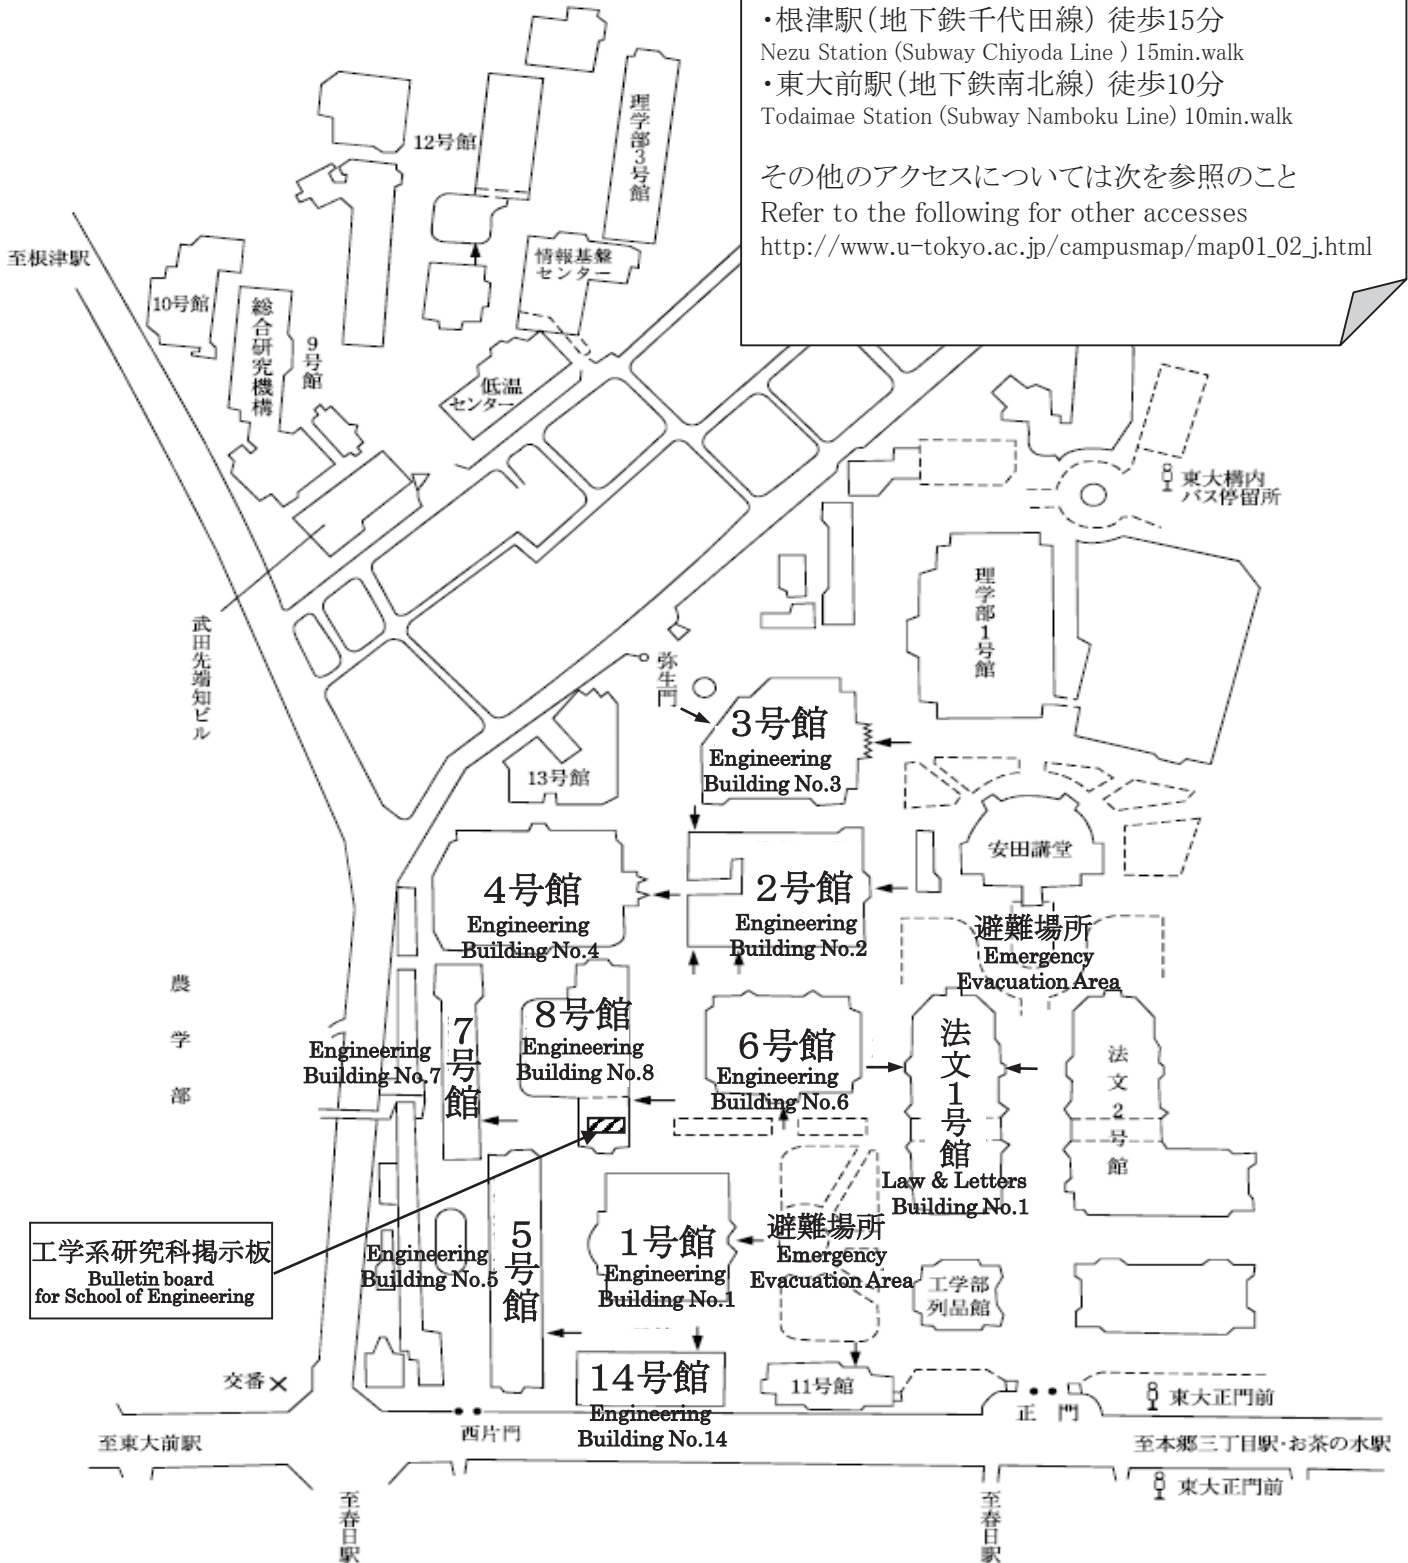 ・根津駅(地下鉄千代田線) 徒歩15分
Nezu Station (Subway Chiyoda Line ) 15min.walk
・東大前駅(地下鉄南北線) 徒歩10分
Todaimae Station (Subway Namboku Line) 10min.walk
その他のアクセスについては次を参照のこと
Refer to the following for other accesses
http://www.u-tokyo.ac.jp/campusmap/map01_02_j.html
12号館
理学部3号館
至根津駅
情報基盤
センター
10号館
総合研究機構
9号館
低温
センター
東大構内
バス停留所
理学部1号館
武田先端知ビル
弥生門
3号館
Engineering
Building No.3
13号館
安田講堂
4号館
Engineering
Building No.4
2号館
Engineering
Building No.2
避難場所
Emergency
Evacuation Area
農学部
7号館
Engineering
Building No.7
8号館
Engineering
Building No.8
6号館
Engineering
Building No.6
法文1号館
Law & Letters
Building No.1
法文2号館
工学系研究科掲示板
Bulletin board
for School of Engineering
5号館
Engineering
Building No.5
1号館
Engineering
Building No.1
避難場所
Emergency
Evacuation Area
工学部
列品館
交番
14号館
Engineering
Building No.14
11号館
正門
東大正門前
西片門
至東大前駅
至本郷三丁目駅・お茶の水駅
東大正門前
至春日駅
至春日駅